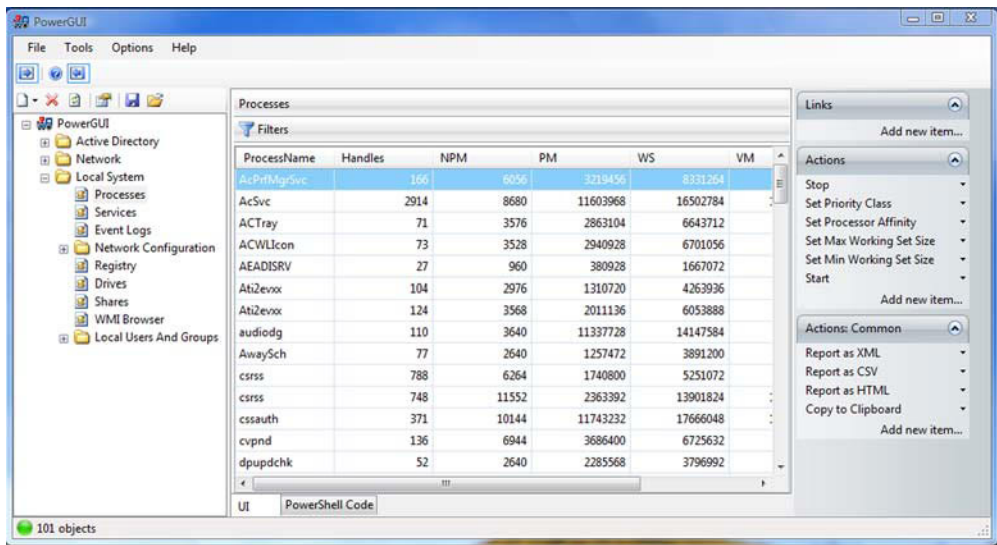 PowerGUI
File Tools Options Help
PowerGUI
Active Directory
Network
Local System
Processes
Services
Event Logs
Network Configuration
Registry
Drives
Shares
WMI Browser
Local Users And Groups
Processes
Filters
ProcessName Handles NPM PM WS VM
AcPrfMgrSvc 166 6056 3219456 8331264
AcSvc 2914 8680 11603968 16502784
ACTray 71 3576 2863104 6643712
ACWLIcon 73 3528 2940928 6701056
AEADISRV 27 960 380928 1667072
Ati2evxx 104 2976 1310720 4263936
Ati2evxx 124 3568 2011136 6053888
audiodg 110 3640 11337728 14147584
AwaySch 77 2640 1257472 3891200
csrss 788 6264 1740800 5251072
csrss 748 11552 2363392 13901824
cssauth 371 10144 11743232 17666048
cvpnd 136 6944 3686400 6725632
dpupdchk 52 2640 2285568 3796992
UI PowerShell Code
Links
Add new item...
Actions
Stop
Set Priority Class
Set Processor Affinity
Set Max Working Set Size
Set Min Working Set Size
Start
Add new item...
Actions: Common
Report as XML
Report as CSV
Report as HTML
Copy to Clipboard
Add new item...
101 objects